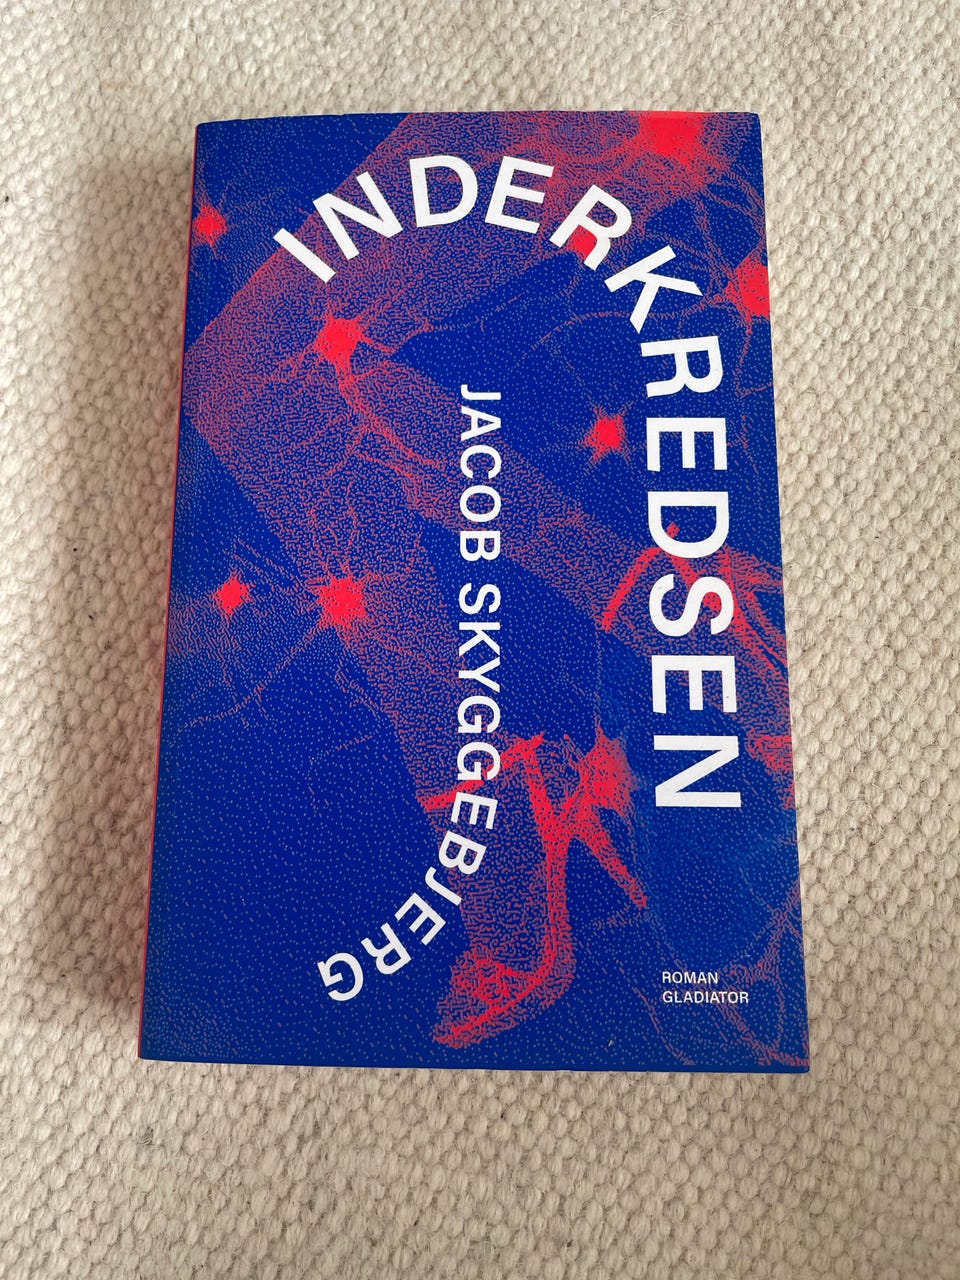 INDERKREDSEN
JACOB SKYGGEBJERG
ROMAN
GLADIATOR